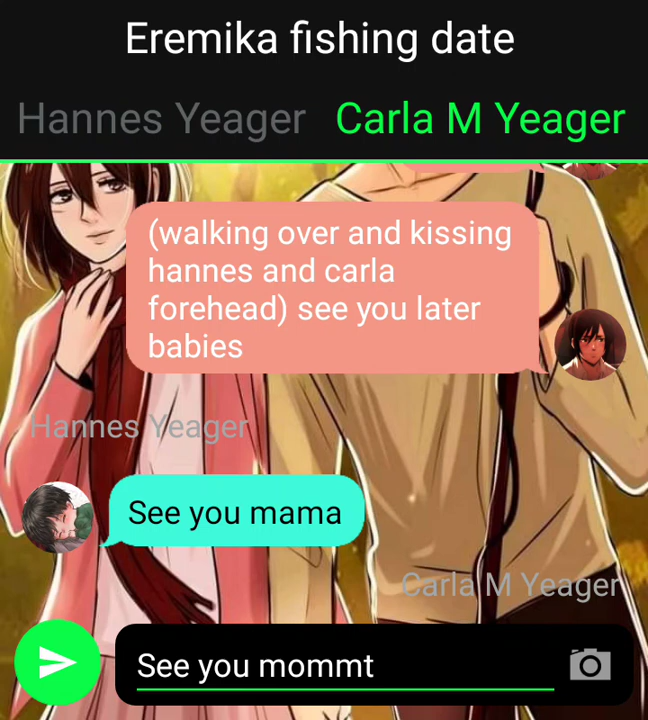 Eremika fishing date
Hannes Yeager Carla M Yeager
(walking over and kissing
hannes and carla
forehead) see you later
babies
Hannes Yeager
See you mama
Carla M Yeager
See you mommt